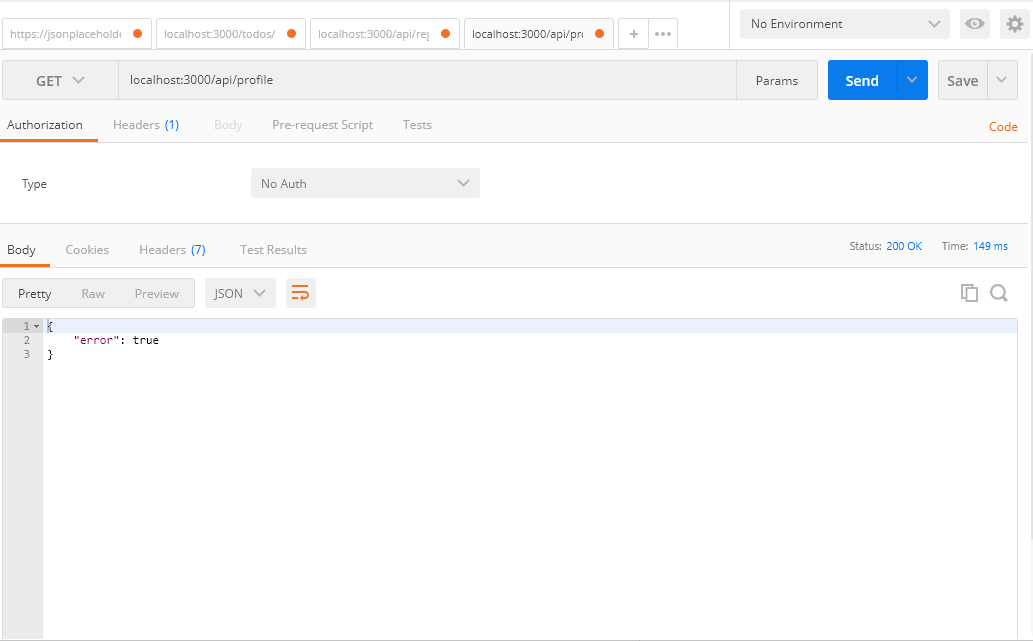 https://jsonplaceholde localhost:3000/todos/ localhost:3000/api/reg localhost:3000/api/pro + No Environment
GET localhost:3000/api/profile Params Send Save
Authorization Headers (1) Body Pre-request Script Tests Code
Type No Auth
Body Cookies Headers (7) Test Results Status: 200 OK Time: 149 ms
Pretty Raw Preview JSON
1 {
2 "error": true
3 }